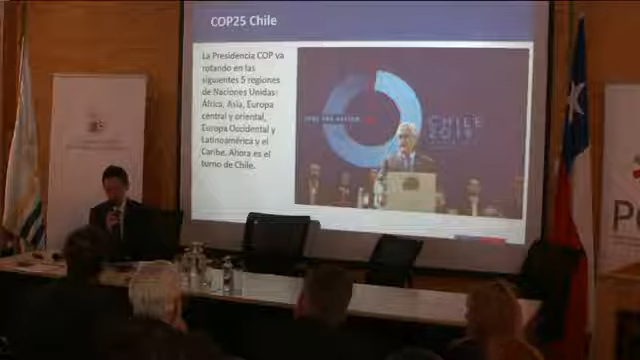 COP25 Chile
La Presidencia COP va
rotando en las
siguientes 5 regiones
de Naciones Unidas:
África, Asia, Europa
central y oriental,
Europa Occidental y
Latinoamérica y el
Caribe. Ahora es el
turno de Chile.
CHILE
2019